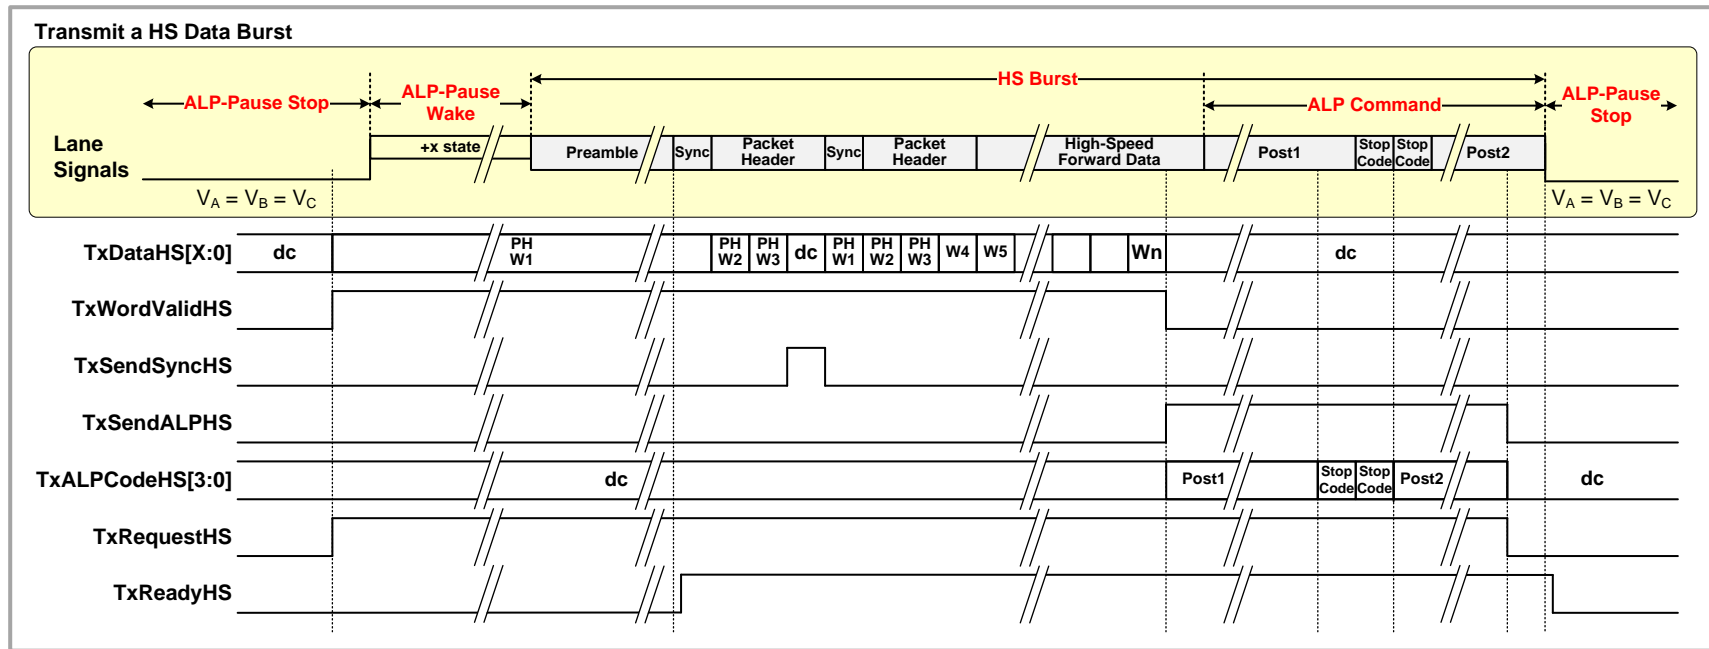 Transmit a HS Data Burst
HS Burst
ALP-Pause Stop
ALP-Pause
Wake
ALP Command
ALP-Pause
Stop
Lane
Signals
+x state
Preamble
Sync
Packet
Header
Sync
Packet
Header
High-Speed
Forward Data
Post1
Stop
Code
Stop
Code
Post2
VA = VB = VC
VA = VB = VC
TxDataHS[X:0]
dc
PH
W1
PH
W2
PH
W3
dc
PH
W1
PH
W2
PH
W3
W4
W5
Wn
dc
TxWordValidHS
TxSendSyncHS
TxSendALPHS
TxALPCodeHS[3:0]
dc
Post1
Stop
Code
Stop
Code
Post2
dc
TxRequestHS
TxReadyHS